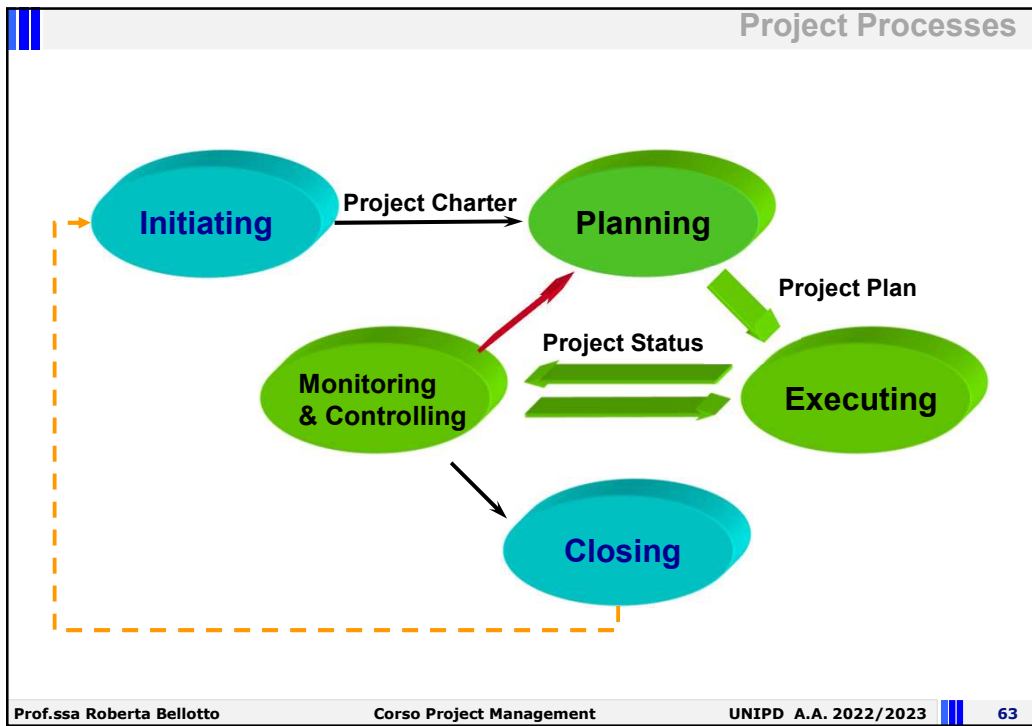 Project Processes
Initiating
Project Charter
Planning
Project Plan
Project Status
Monitoring
& Controlling
Executing
Closing
Prof.ssa Roberta Bellotto Corso Project Management UNIPD A.A. 2022/2023 63